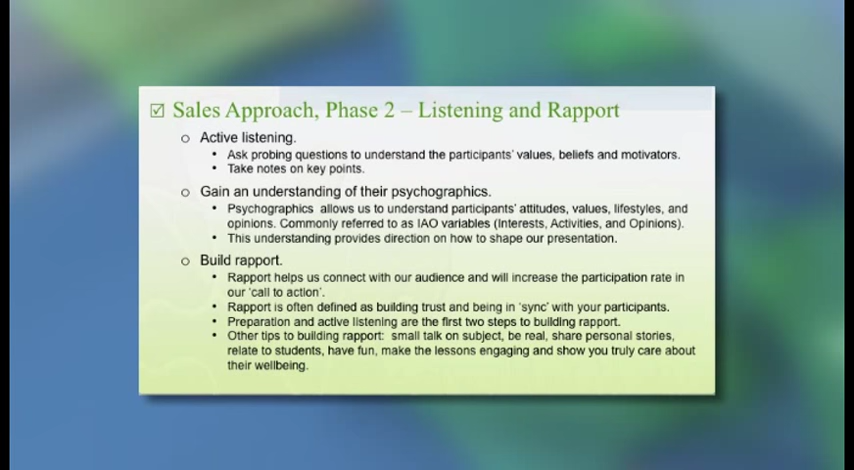 ☑ Sales Approach, Phase 2 – Listening and Rapport
o Active listening.
• Ask probing questions to understand the participants' values, beliefs and motivators.
• Take notes on key points.
o Gain an understanding of their psychographics.
• Psychographics allows us to understand participants' attitudes, values, lifestyles, and
opinions. Commonly referred to as IAO variables (Interests, Activities, and Opinions).
• This understanding provides direction on how to shape our presentation.
o Build rapport.
• Rapport helps us connect with our audience and will increase the participation rate in
our 'call to action'.
• Rapport is often defined as building trust and being in 'sync' with your participants.
• Preparation and active listening are the first two steps to building rapport.
• Other tips to building rapport: small talk on subject, be real, share personal stories,
relate to students, have fun, make the lessons engaging and show you truly care about
their wellbeing.